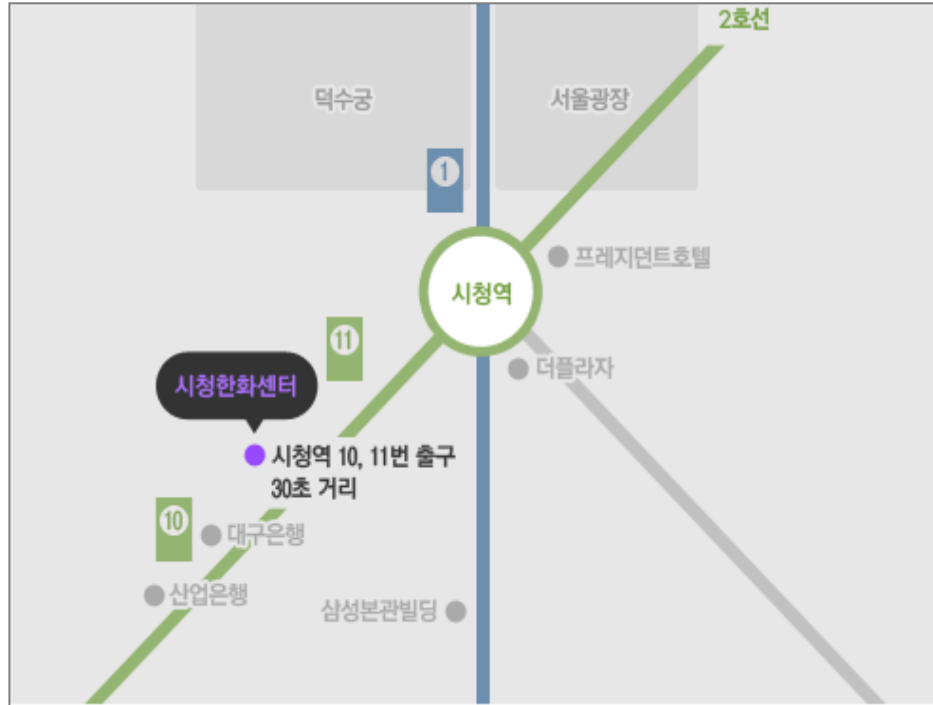 2호선
덕수궁
서울광장
1
프레지던트호텔
시청역
11
더플라자
시청한화센터
시청역 10, 11번 출구
30초 거리
10
대구은행
산업은행
삼성본관빌딩